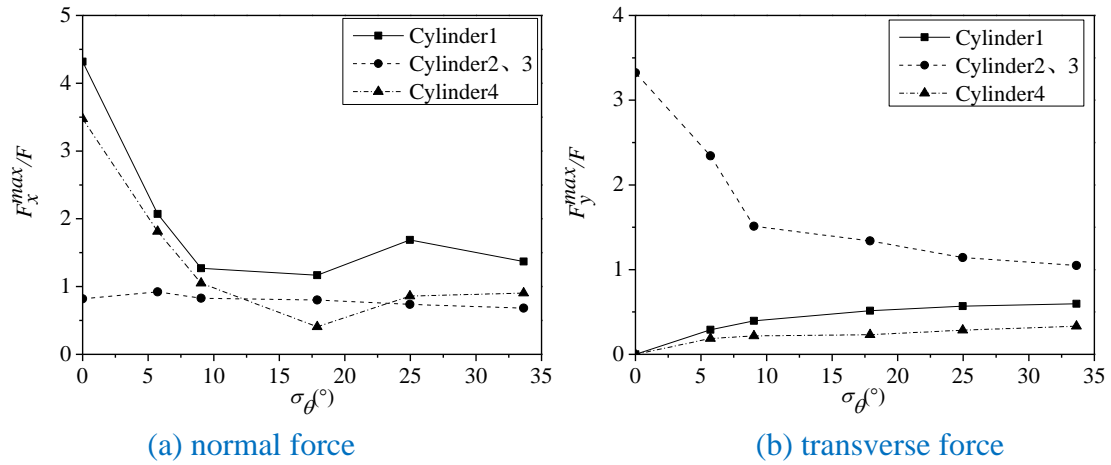 5
4
3
2
1
0
F_x^max/F
Cylinder1
Cylinder2、3
Cylinder4
0 5 10 15 20 25 30 35
σ_θ(°)
(a) normal force
4
3
2
1
0
F_y^max/F
Cylinder1
Cylinder2、3
Cylinder4
0 5 10 15 20 25 30 35
σ_θ(°)
(b) transverse force